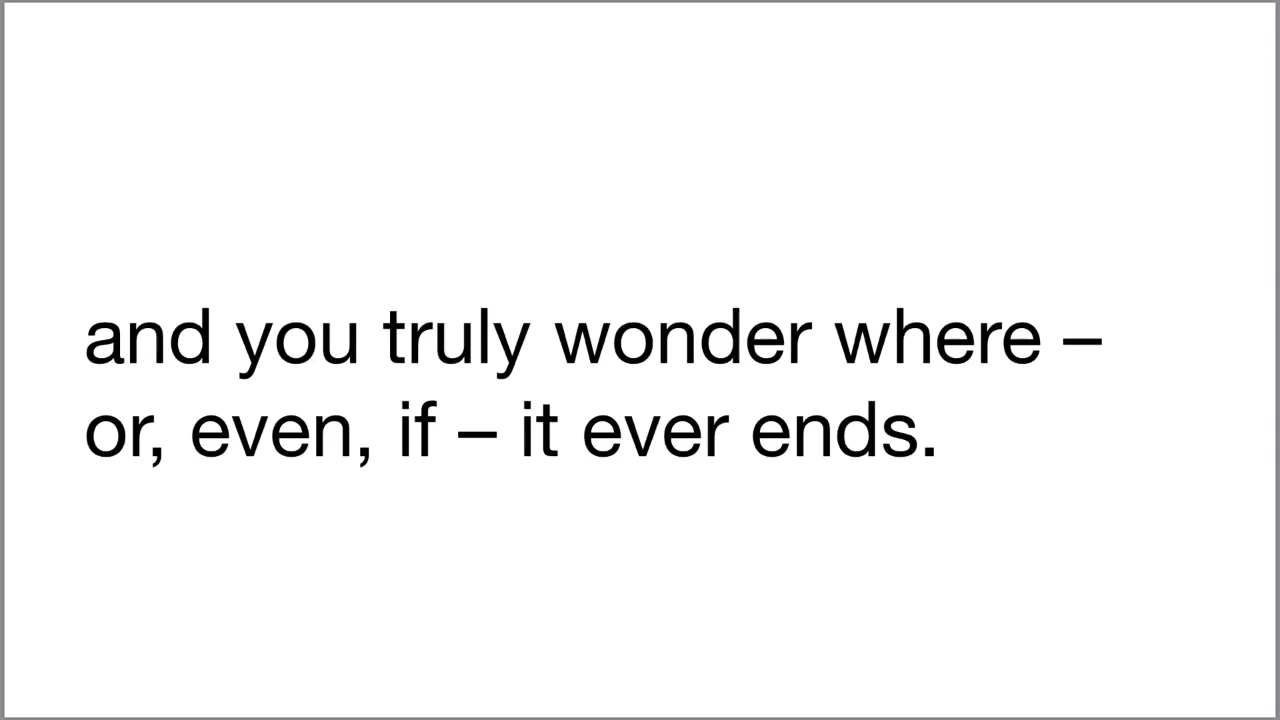 and you truly wonder where –
or, even, if – it ever ends.